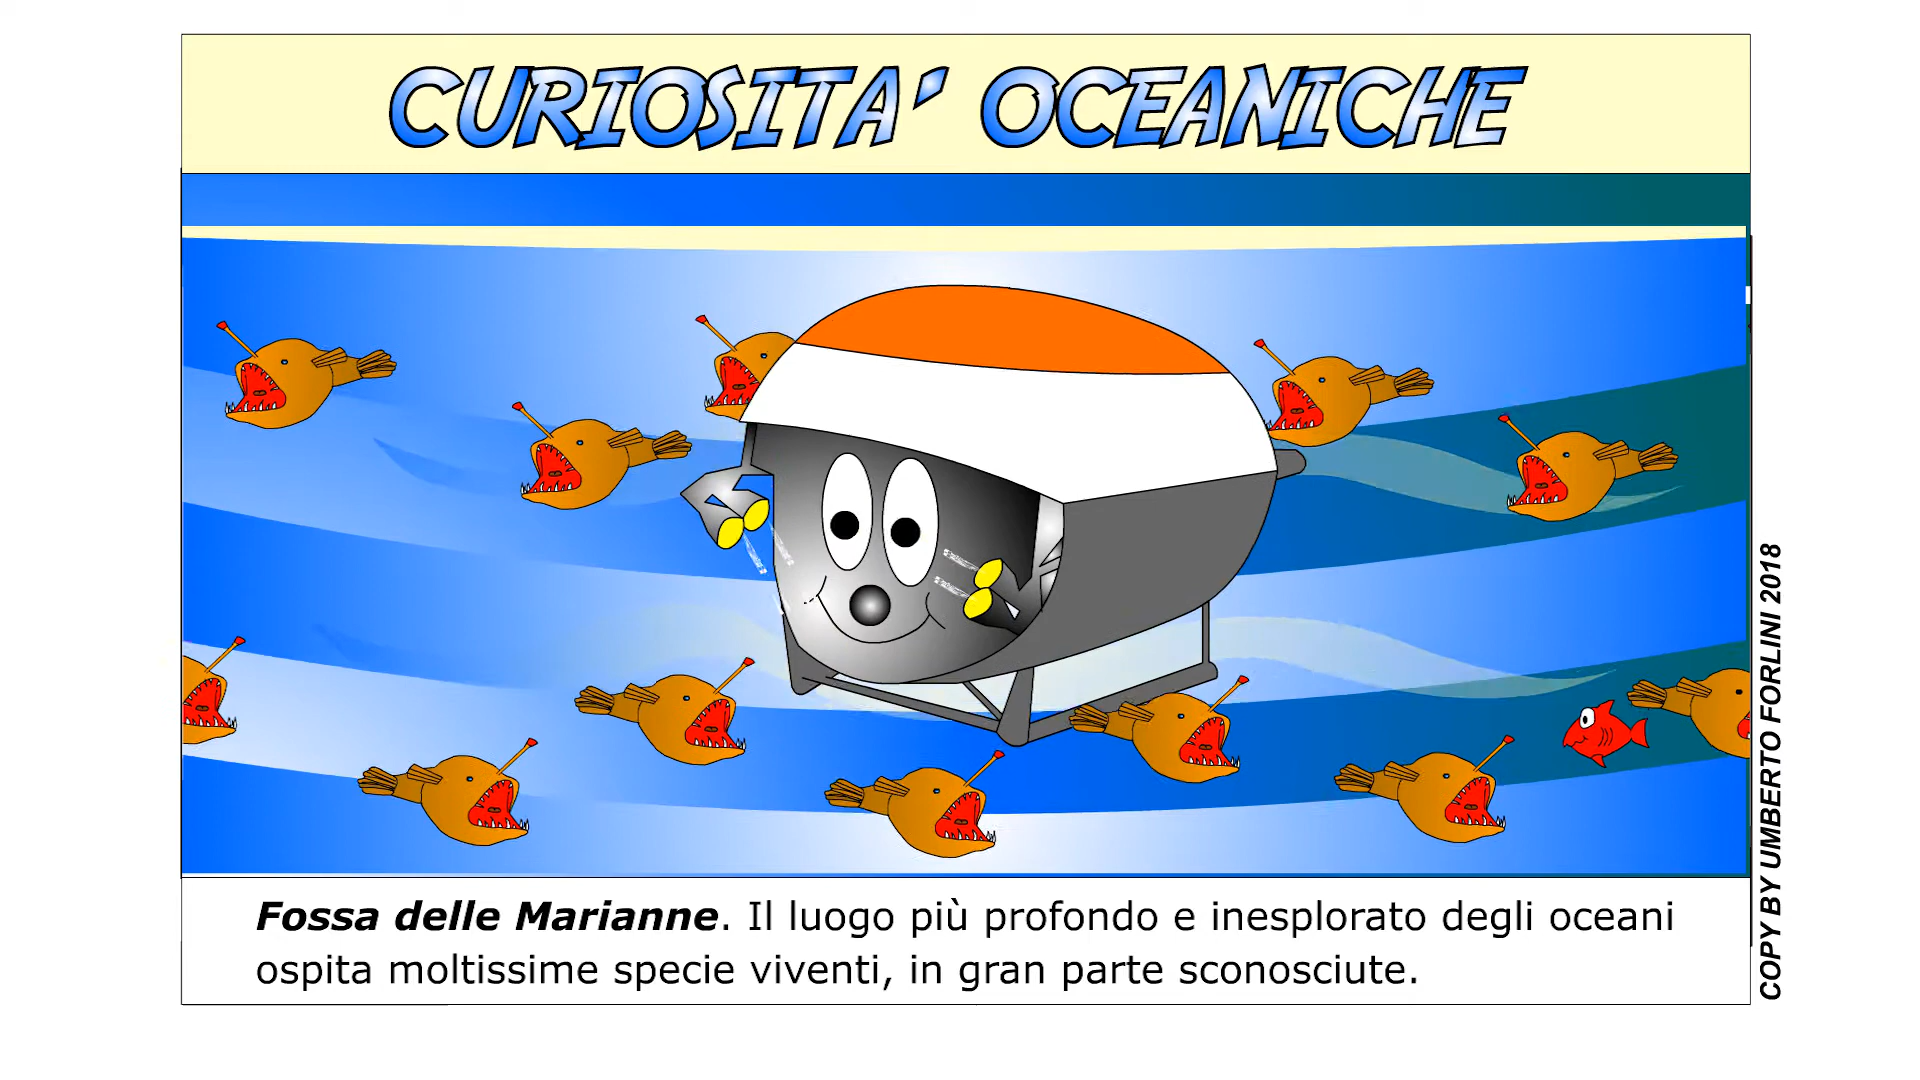 CURIOSITA' OCEANICHE
Fossa delle Marianne. Il luogo più profondo e inesplorato degli oceani
ospita moltissime specie viventi, in gran parte sconosciute.
COPY BY UMBERTO FORLINI 2018